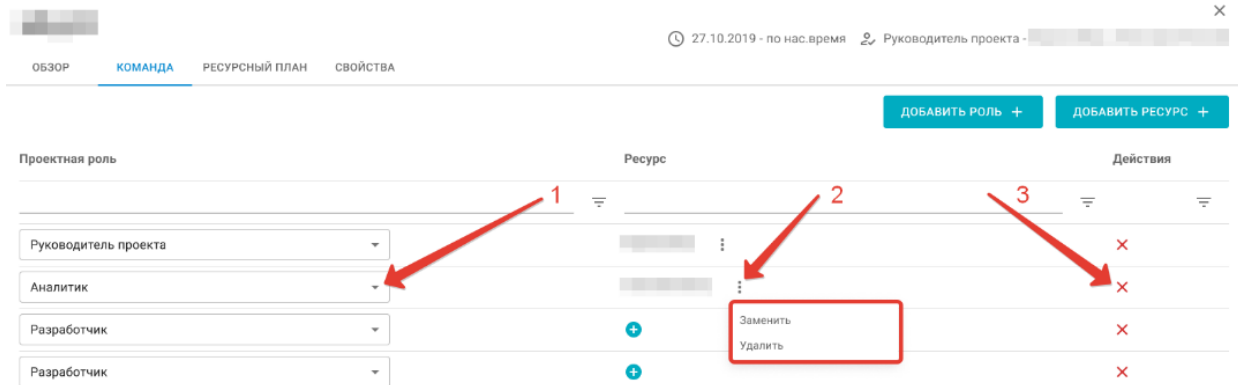 27.10.2019 - по нас.время Руководитель проекта -
ОБЗОР КОМАНДА РЕСУРСНЫЙ ПЛАН СВОЙСТВА
ДОБАВИТЬ РОЛЬ + ДОБАВИТЬ РЕСУРС +
Проектная роль Ресурс Действия
1 2 3
Руководитель проекта
Аналитик
Заменить
Разработчик
Удалить
Разработчик